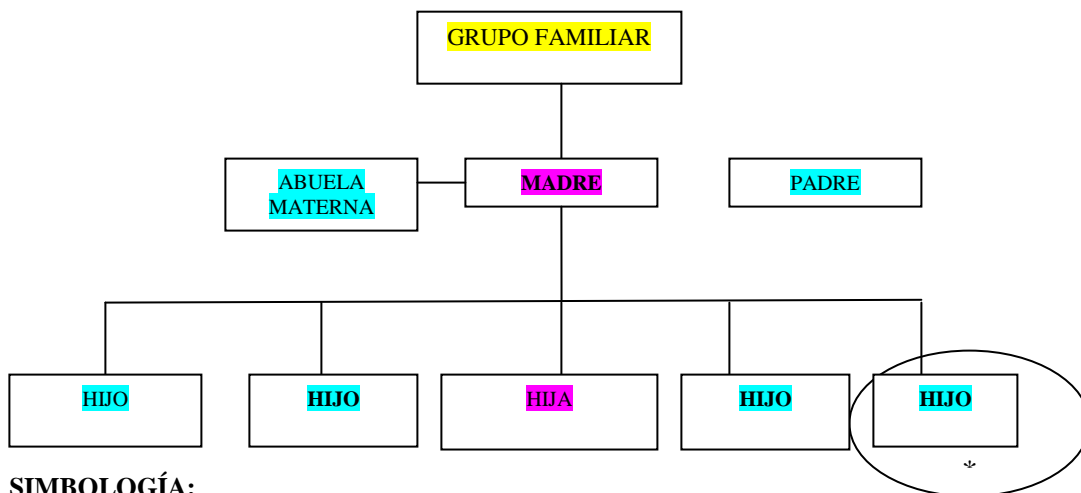 GRUPO FAMILIAR
ABUELA
MATERNA
MADRE
PADRE
HIJO
HIJO
HIJA
HIJO
HIJO
*
SIMBOLOGÍA: